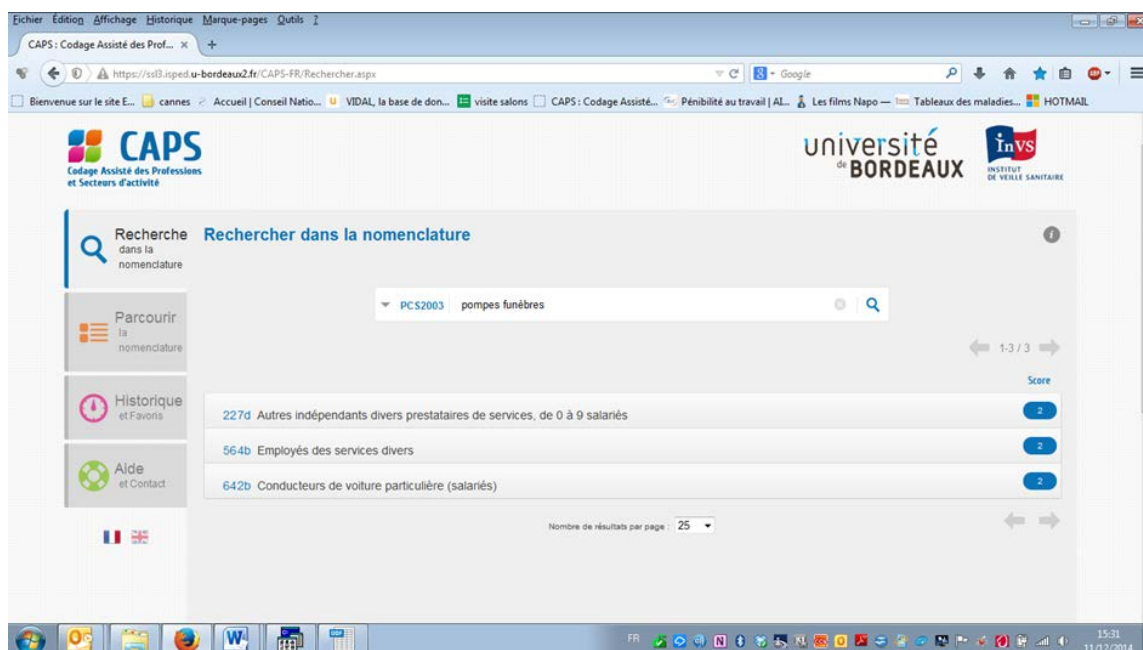 Fichier Édition Affichage Historique Marque-pages Outils ?
CAPS : Codage Assisté des Prof... × +
https://ssl3.isped.u-bordeaux2.fr/CAPS-FR/Rechercher.aspx
Google
Bienvenue sur le site E... cannes Accueil | Conseil Natio... VIDAL, la base de don... visite salons CAPS : Codage Assisté... Pénibilité au travail | AL... Les films Napo — Tableaux des maladies... HOTMAIL
CAPS
Codage Assisté des Professions
et Secteurs d'activité
université
de BORDEAUX
InVS
INSTITUT
DE VEILLE SANITAIRE
Recherche
dans la
nomenclature
Parcourir
la
nomenclature
Historique
et Favoris
Aide
et Contact
Rechercher dans la nomenclature
PCS2003 pompes funèbres
1-3 / 3
Score
227d Autres indépendants divers prestataires de services, de 0 à 9 salariés 2
564b Employés des services divers 2
642b Conducteurs de voiture particulière (salariés) 2
Nombre de résultats par page : 25
FR
15:31
11/12/2014